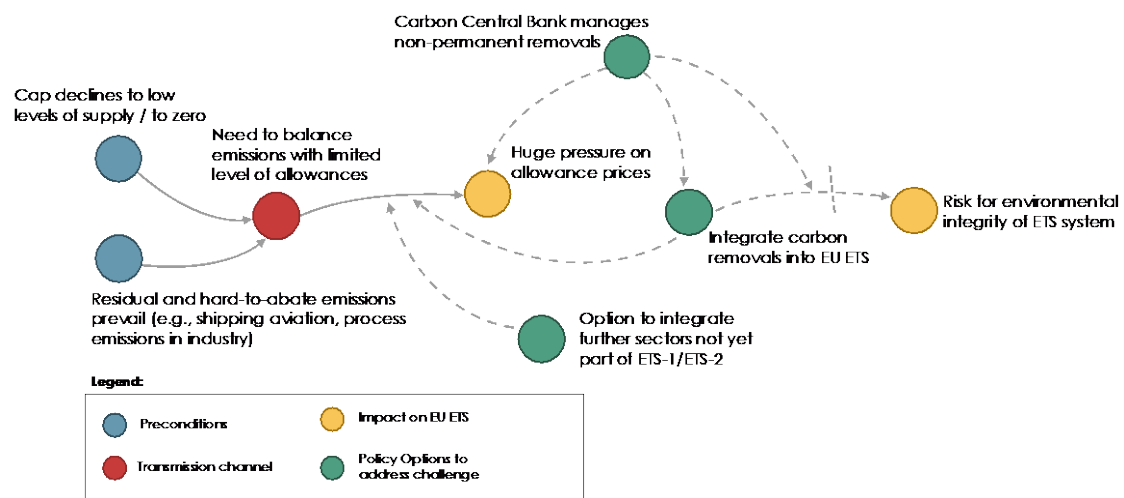 Carbon Central Bank manages
non-permanent removals
Cap declines to low
levels of supply / to zero
Need to balance
emissions with limited
level of allowances
Huge pressure on
allowance prices
Risk for environmental
integrity of ETS system
Integrate carbon
removals into EU ETS
Residual and hard-to-abate emissions
prevail (e.g., shipping aviation, process
emissions in industry)
Option to integrate
further sectors not yet
part of ETS-1/ETS-2
Legend:
Preconditions
Impact on EU ETS
Transmission channel
Policy Options to
address challenge